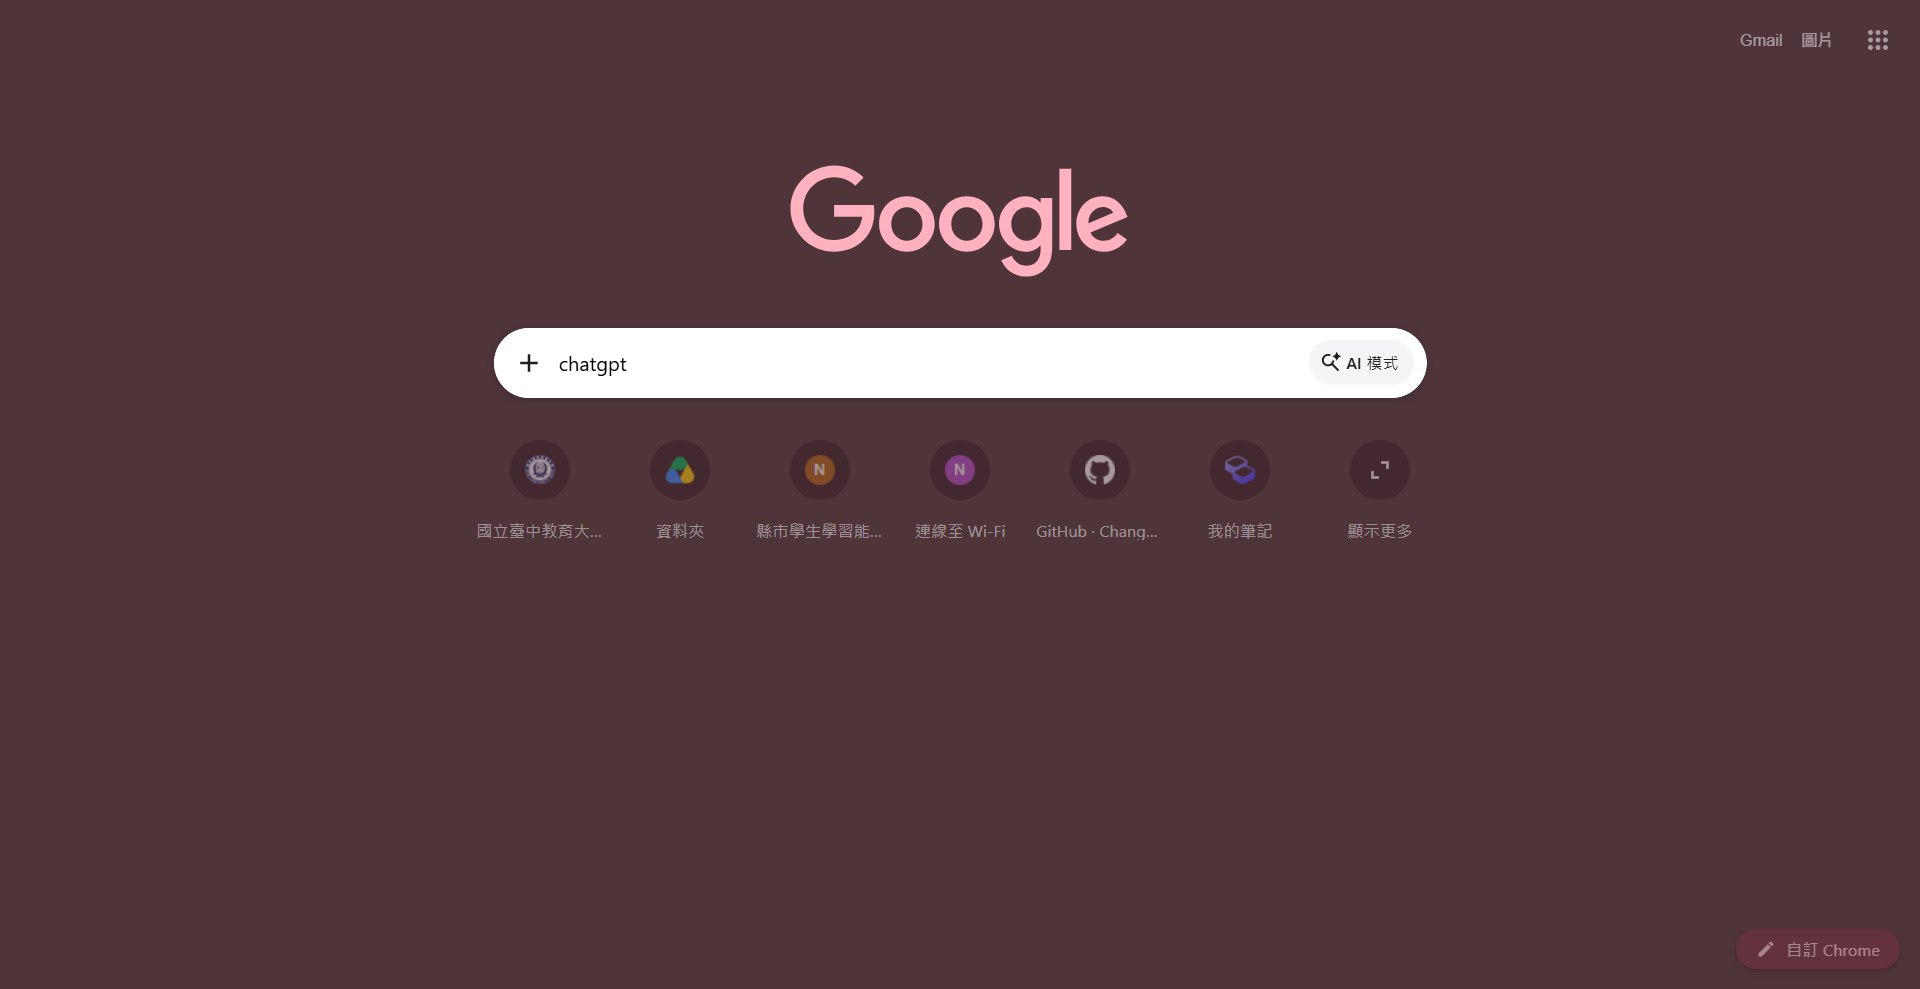 Gmail 圖片
Google
chatgpt
AI 模式
國立臺中教育大...
資料夾
N
縣市學生學習能...
N
連線至 Wi-Fi
GitHub · Chang...
我的筆記
顯示更多
自訂 Chrome